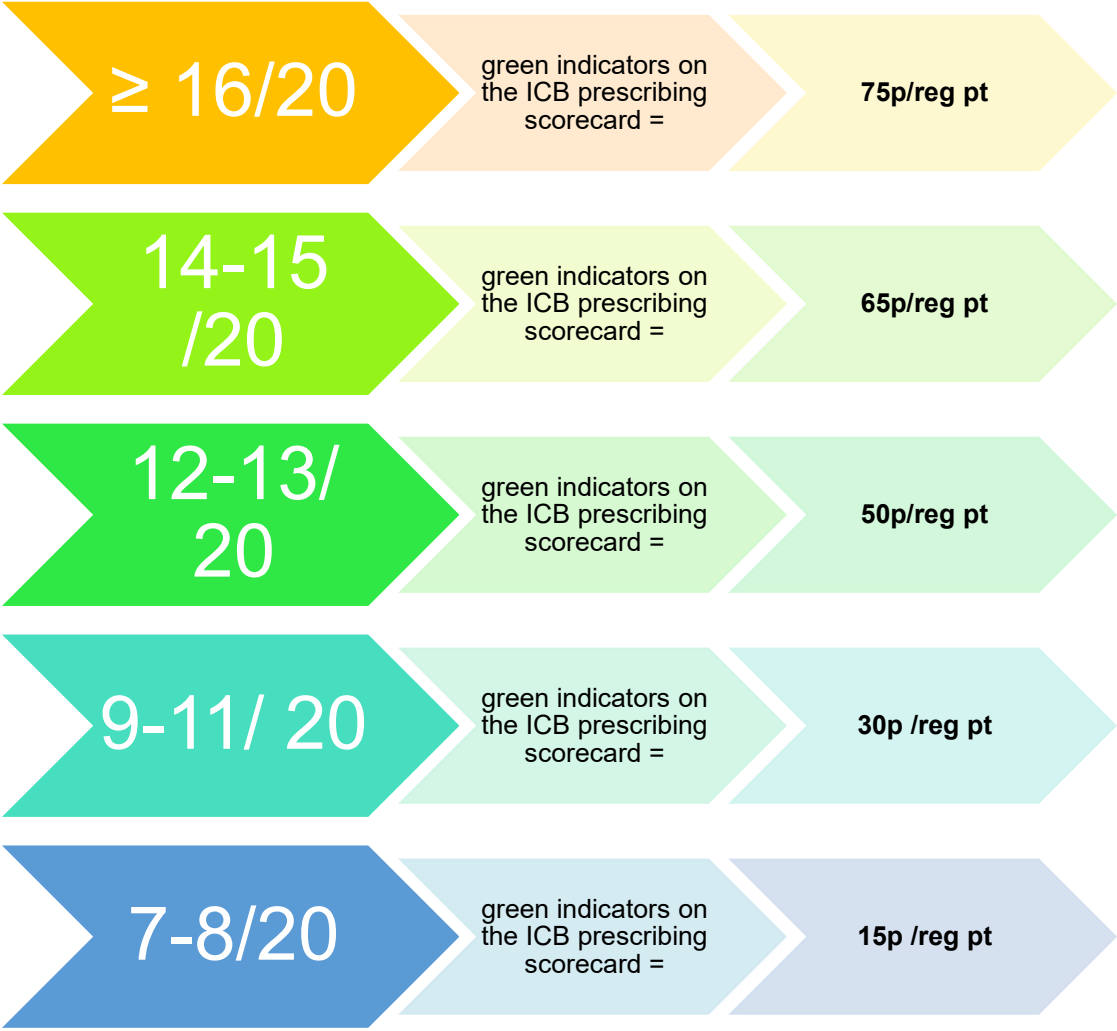 ≥ 16/20
green indicators on
the ICB prescribing
scorecard =
75p/reg pt
14-15
/20
green indicators on
the ICB prescribing
scorecard =
65p/reg pt
12-13/
20
green indicators on
the ICB prescribing
scorecard =
50p/reg pt
9-11/ 20
green indicators on
the ICB prescribing
scorecard =
30p /reg pt
7-8/20
green indicators on
the ICB prescribing
scorecard =
15p /reg pt